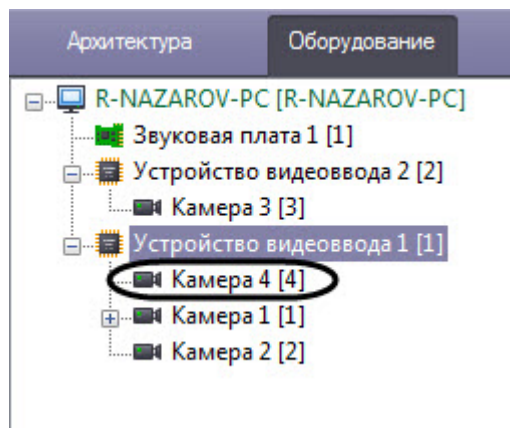 Архитектура Оборудование
R-NAZAROV-PC [R-NAZAROV-PC]
Звуковая плата 1 [1]
Устройство видеоввода 2 [2]
Камера 3 [3]
Устройство видеоввода 1 [1]
Камера 4 [4]
Камера 1 [1]
Камера 2 [2]